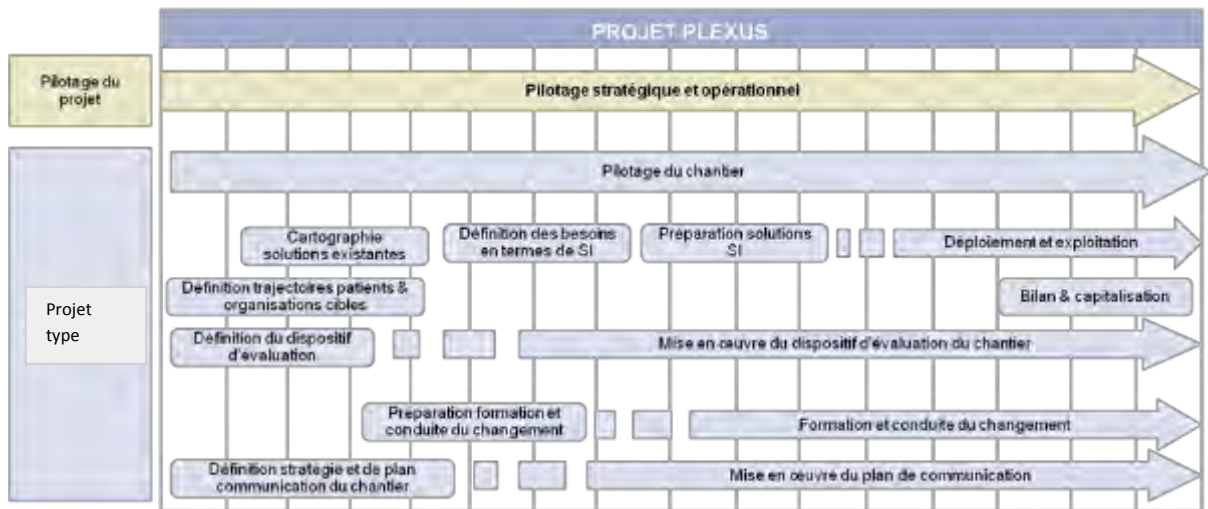 PROJET PLEXUS
Pilotage du
projet
Pilotage stratégique et opérationnel
Pilotage du chantier
Cartographie
solutions existantes
Définition des besoins
en termes de SI
Préparation solutions
SI
Déploiement et exploitation
Définition trajectoires patients &
organisations cibles
Bilan & capitalisation
Projet
type
Définition du dispositif
d'évaluation
Mise en œuvre du dispositif d'évaluation du chantier
Préparation formation et
conduite du changement
Formation et conduite du changement
Définition stratégie et de plan
communication du chantier
Mise en œuvre du plan de communication